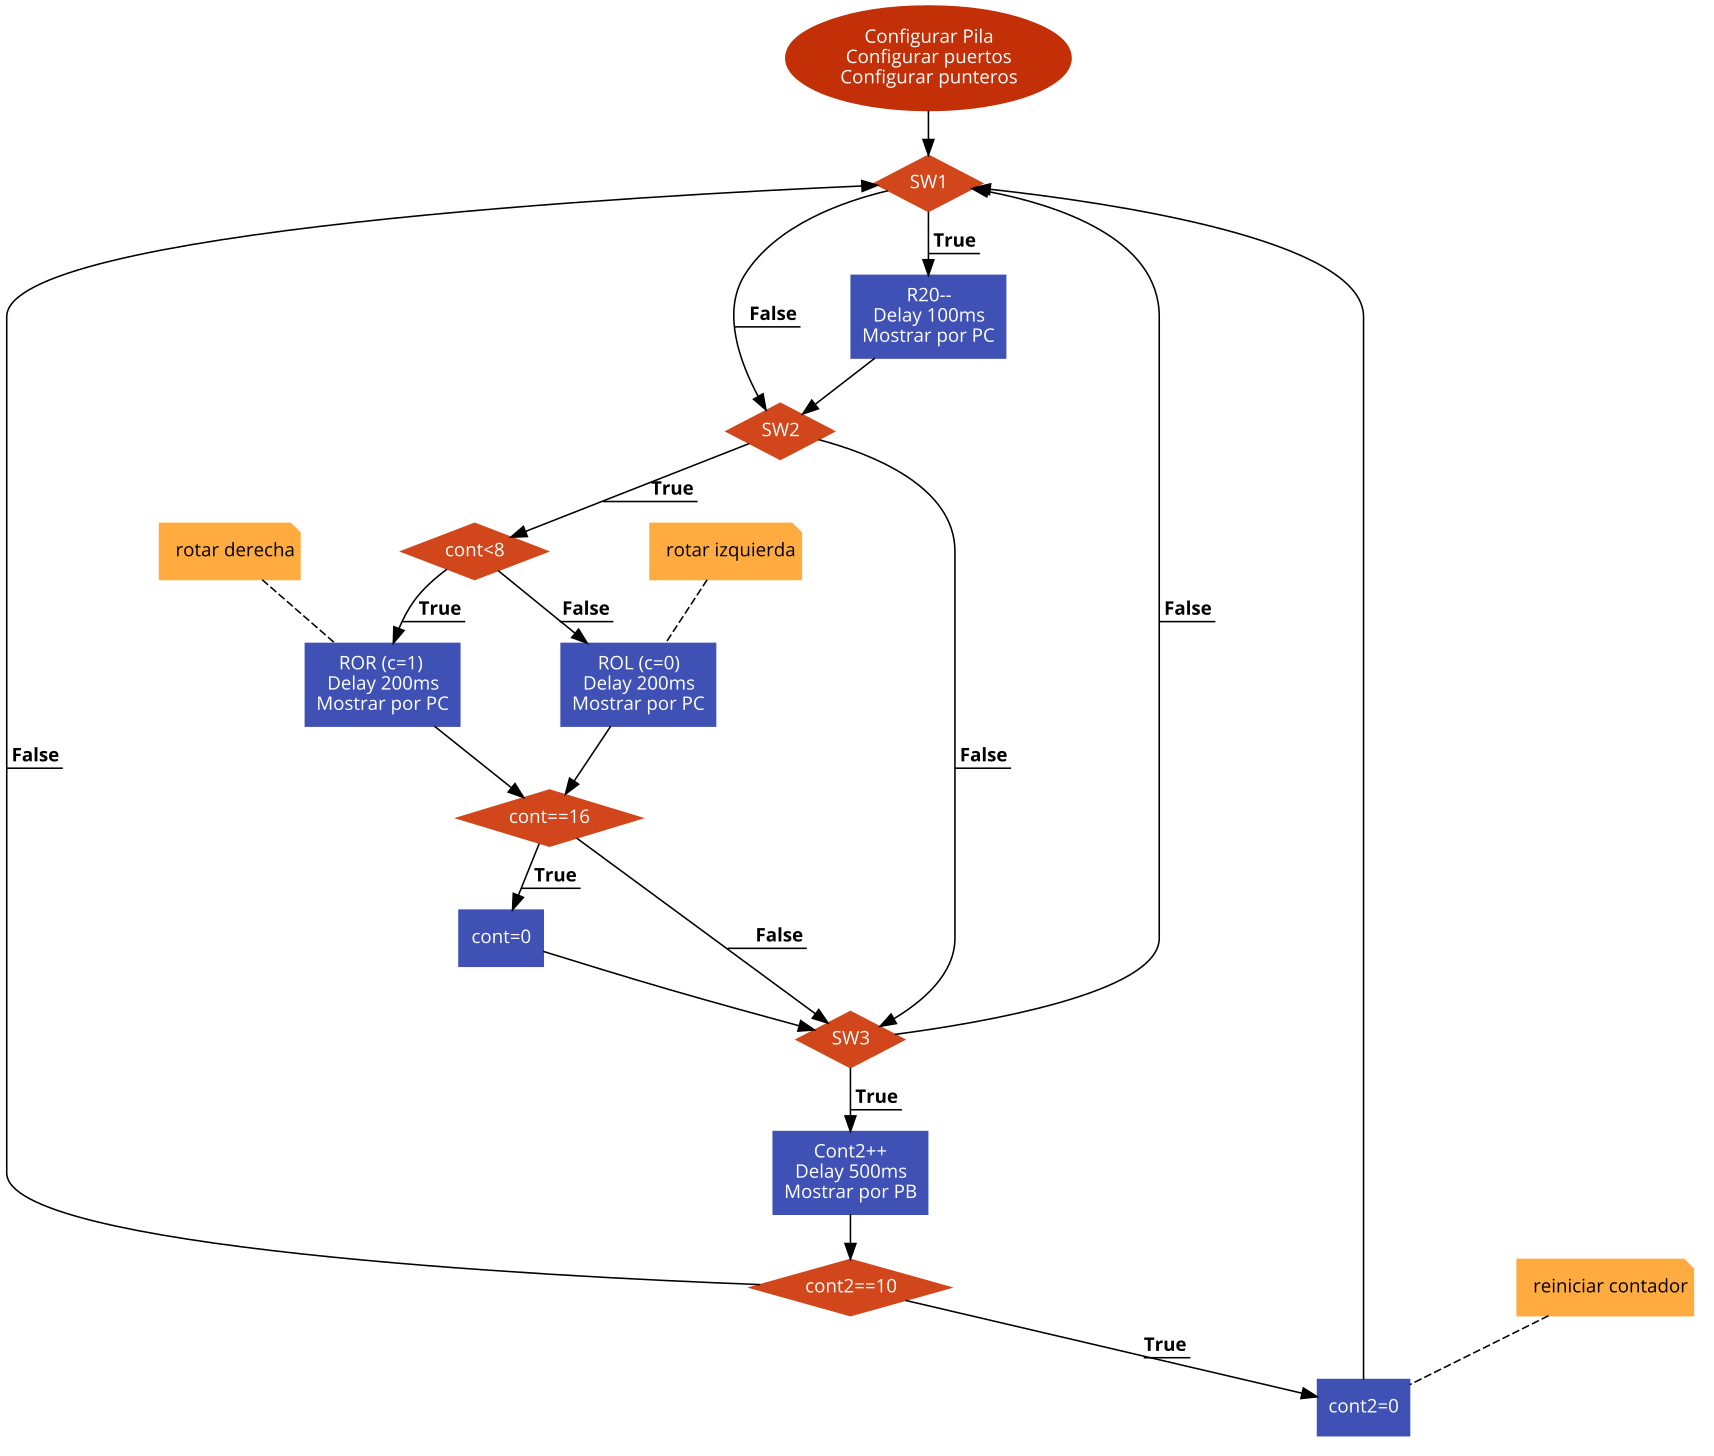 Configurar Pila
Configurar puertos
Configurar punteros
SW1
True
R20--
Delay 100ms
Mostrar por PC
False
SW2
True
rotar derecha
cont<8
rotar izquierda
True
False
False
ROR (c=1)
Delay 200ms
Mostrar por PC
ROL (c=0)
Delay 200ms
Mostrar por PC
False
False
cont==16
True
cont=0
False
SW3
True
Cont2++
Delay 500ms
Mostrar por PB
cont2==10
reiniciar contador
True
cont2=0